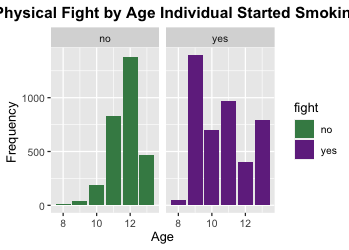 Physical Fight by Age Individual Started Smokin
no yes
1000
500
0
8 10 12 8 10 12
Frequency
Age
fight
no
yes